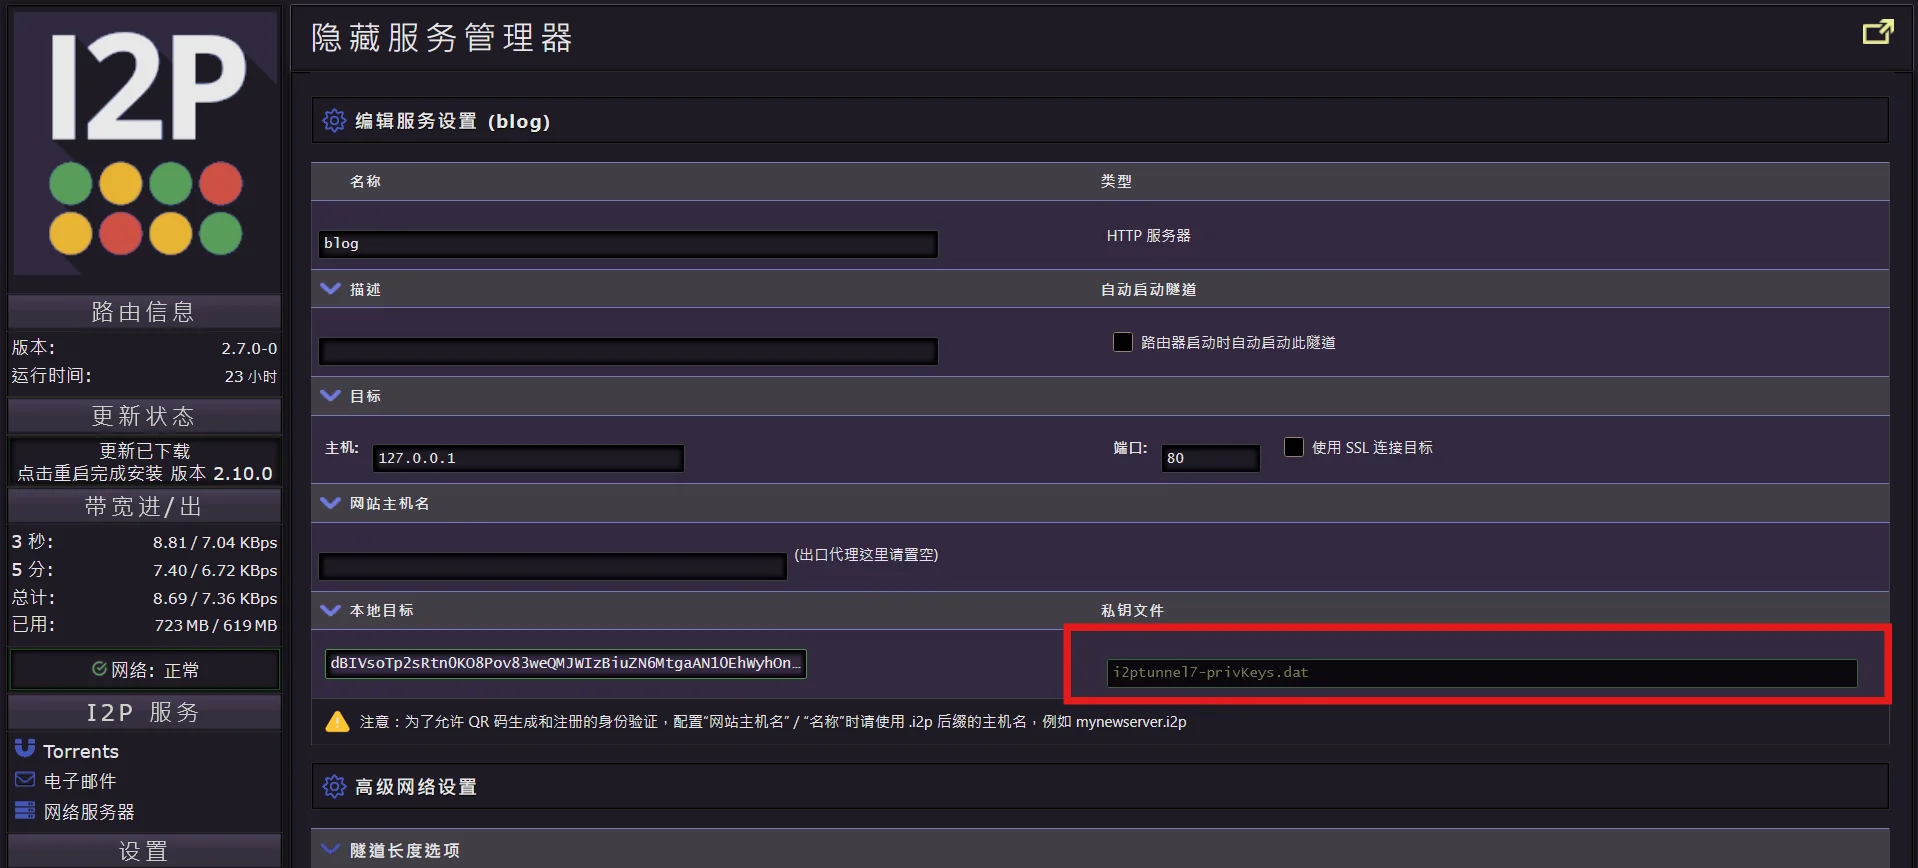 I2P
路由信息
版本: 2.7.0-0
运行时间: 23 小时
更新状态
更新已下载
点击重启完成安装 版本 2.10.0
带宽进/出
3 秒: 8.81 / 7.04 KBps
5 分: 7.40 / 6.72 KBps
总计: 8.69 / 7.36 KBps
已用: 723 MB / 619 MB
网络: 正常
I2P 服务
Torrents
电子邮件
网络服务器
设置
隐藏服务管理器
编辑服务设置 (blog)
名称 类型
blog HTTP 服务器
描述 自动启动隧道
路由器启动时自动启动此隧道
目标
主机: 127.0.0.1 端口: 80 使用 SSL 连接目标
网站主机名
(出口代理这里请置空)
本地目标 私钥文件
dBIVsoTp2sRtnOKO8Pov83weQMJWIzBiuZN6MtgaAN1OEhWyhOn… i2ptunnel7-privKeys.dat
注意：为了允许 QR 码生成和注册的身份验证，配置“网站主机名” / “名称”时请使用 .i2p 后缀的主机名，例如 mynewserver.i2p
高级网络设置
隧道长度选项